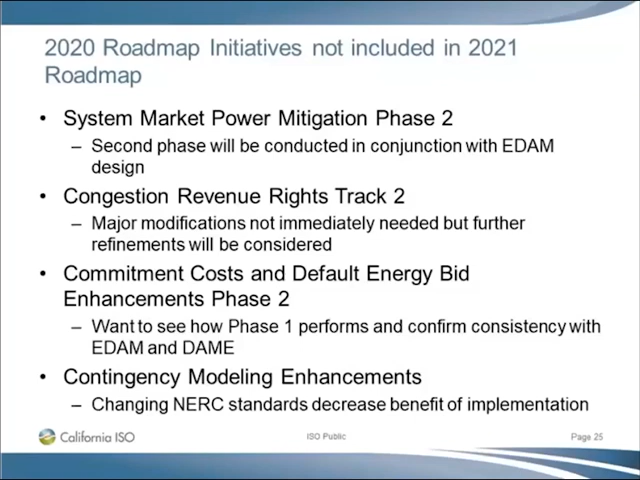 2020 Roadmap Initiatives not included in 2021
Roadmap
• System Market Power Mitigation Phase 2
– Second phase will be conducted in conjunction with EDAM
design
• Congestion Revenue Rights Track 2
– Major modifications not immediately needed but further
refinements will be considered
• Commitment Costs and Default Energy Bid
Enhancements Phase 2
– Want to see how Phase 1 performs and confirm consistency with
EDAM and DAME
• Contingency Modeling Enhancements
– Changing NERC standards decrease benefit of implementation
California ISO
ISO Public
Page 25